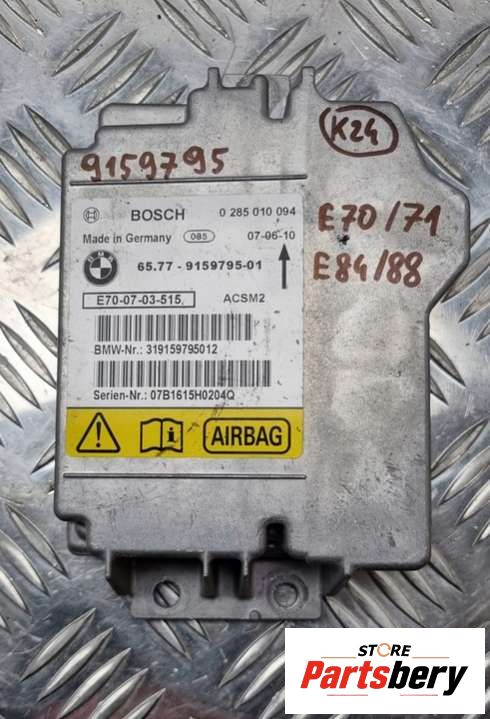 K24
9159795
E70/71
E84/88
BOSCH 0 285 010 094
Made in Germany 085 07-06-10
BMW 65.77 - 9159795-01
E70-07-03-515, ACSM2
BMW-Nr.: 319159795012
Serien-Nr.: 07B1615H0204Q
AIRBAG
STORE
Partsbery